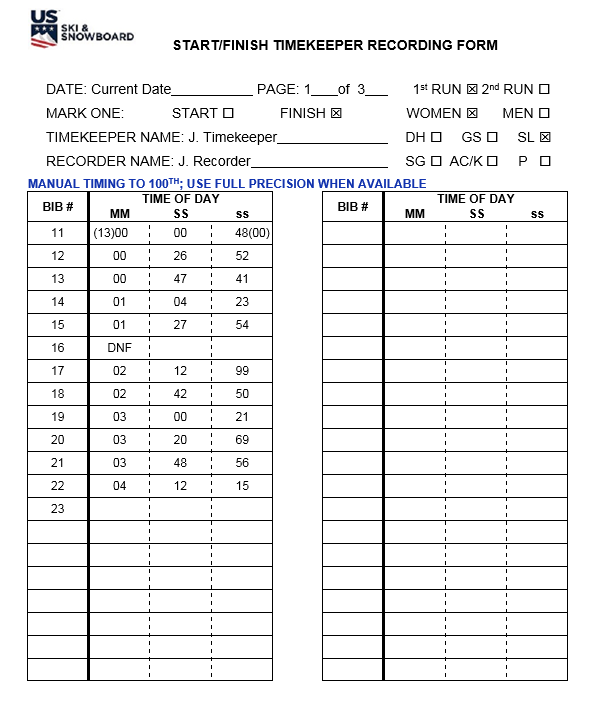 US
SKI &
SNOWBOARD
START/FINISH TIMEKEEPER RECORDING FORM
DATE: Current Date___________ PAGE: 1___of 3___ 1st RUN ☒ 2nd RUN ☐
MARK ONE: START ☐ FINISH ☒ WOMEN ☒ MEN ☐
TIMEKEEPER NAME: J. Timekeeper_______________ DH ☐ GS ☐ SL ☒
RECORDER NAME: J. Recorder__________________ SG ☐ AC/K ☐ P ☐
MANUAL TIMING TO 100TH; USE FULL PRECISION WHEN AVAILABLE
BIB # TIME OF DAY BIB # TIME OF DAY
MM SS ss MM SS ss
11 (13)00 00 48(00)
12 00 26 52
13 00 47 41
14 01 04 23
15 01 27 54
16 DNF
17 02 12 99
18 02 42 50
19 03 00 21
20 03 20 69
21 03 48 56
22 04 12 15
23